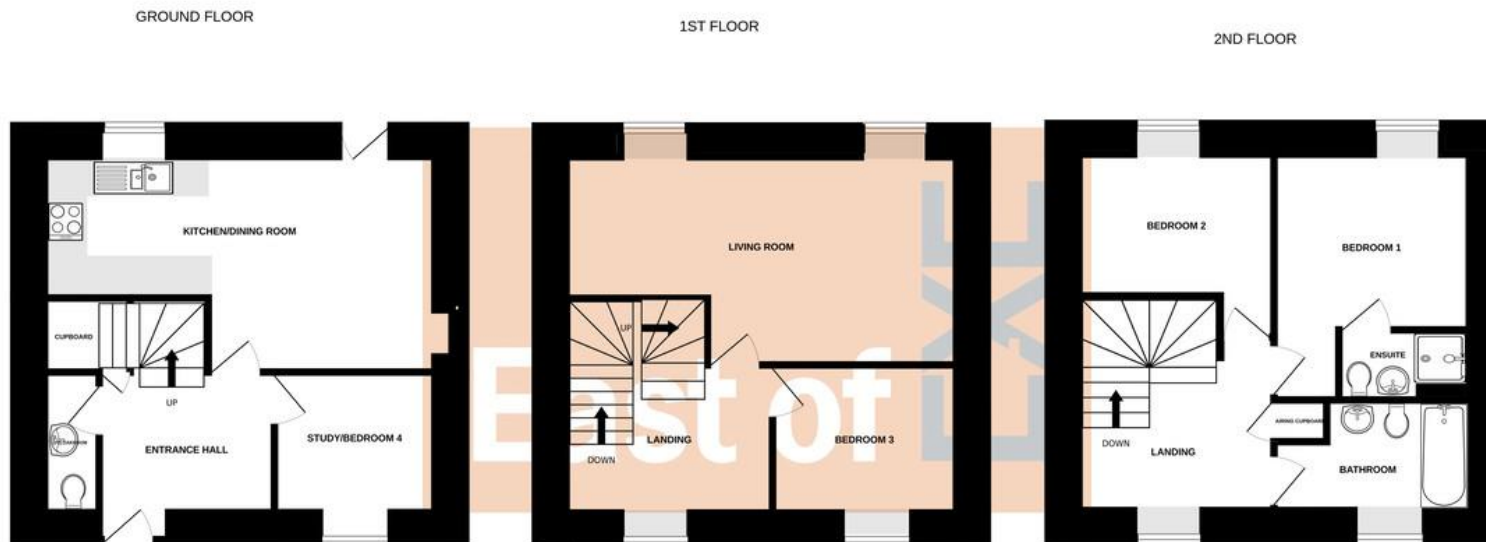 GROUND FLOOR
1ST FLOOR
2ND FLOOR
KITCHEN/DINING ROOM
CUPBOARD
UP
ENTRANCE HALL
STUDY/BEDROOM 4
LIVING ROOM
UP
DOWN
LANDING
BEDROOM 3
BEDROOM 2
BEDROOM 1
ENSUITE
AIRING CUPBOARD
DOWN
LANDING
BATHROOM
East of
EXE